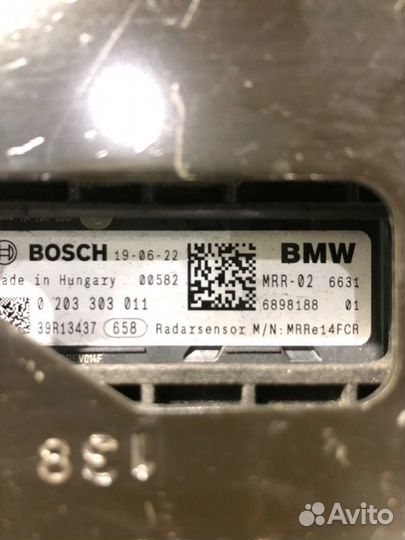 BOSCH 19-06-22 BMW
ade in Hungary 00582 MRR-02 6631
0 203 303 011 6898188 01
39R13437 658 Radarsensor M/N:MRRe14FCR
EV014F
138
Avito